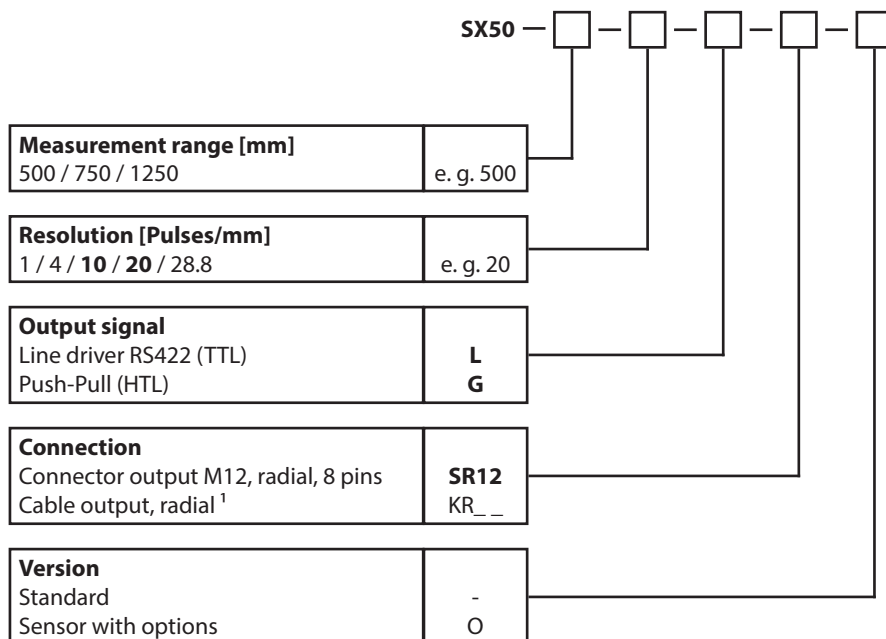 SX50 — — — — —
Measurement range [mm]
500 / 750 / 1250 e. g. 500
Resolution [Pulses/mm]
1 / 4 / 10 / 20 / 28.8 e. g. 20
Output signal
Line driver RS422 (TTL) L
Push-Pull (HTL) G
Connection
Connector output M12, radial, 8 pins SR12
Cable output, radial ¹ KR_ _
Version
Standard -
Sensor with options O